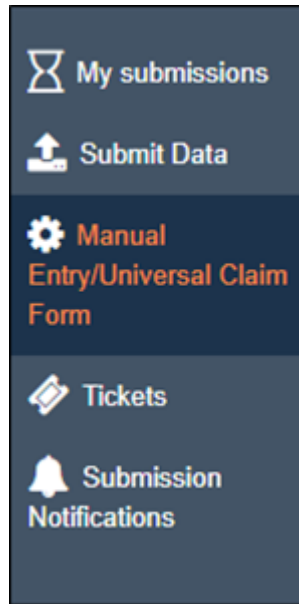 My submissions
Submit Data
Manual
Entry/Universal Claim
Form
Tickets
Submission
Notifications